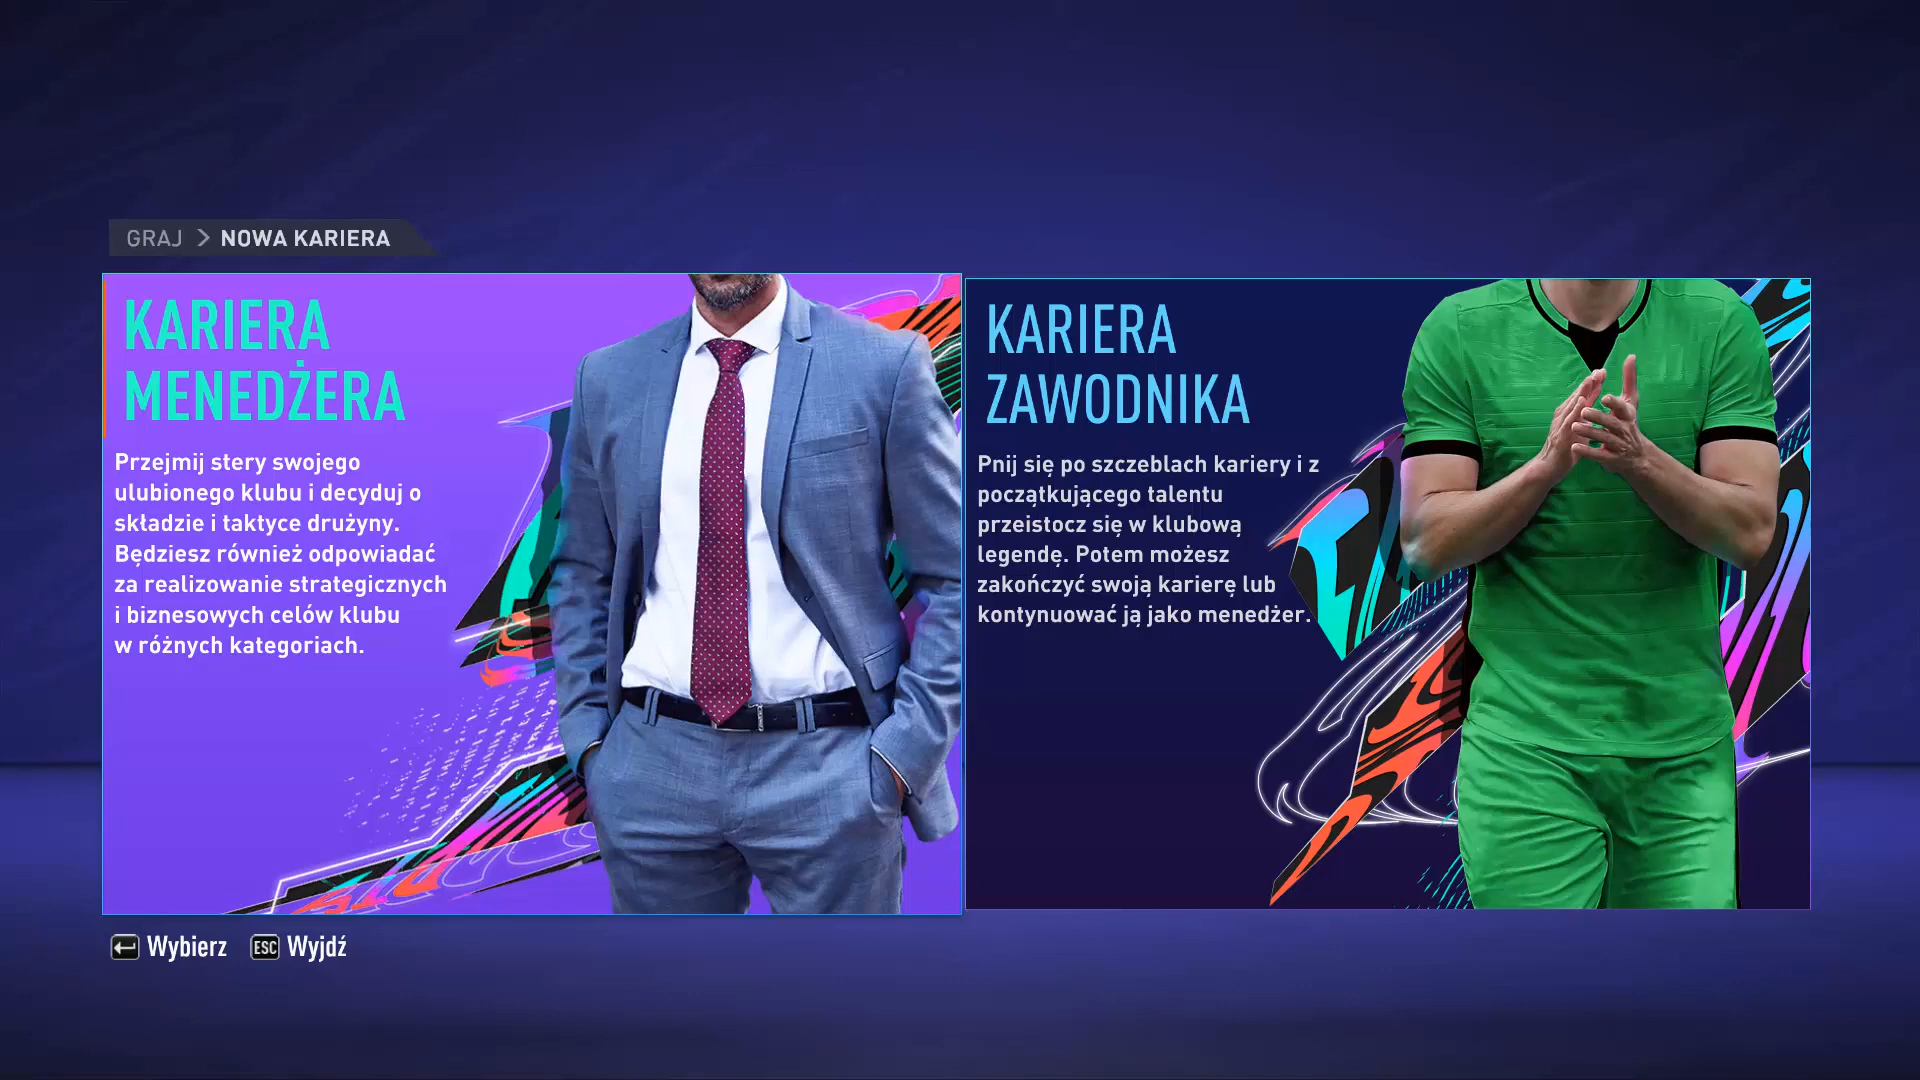 GRAJ > NOWA KARIERA
KARIERA
MENEDŻERA
Przejmij stery swojego
ulubionego klubu i decyduj o
składzie i taktyce drużyny.
Będziesz również odpowiadać
za realizowanie strategicznych
i biznesowych celów klubu
w różnych kategoriach.
KARIERA
ZAWODNIKA
Pnij się po szczeblach kariery i z
początkującego talentu
przeistocz się w klubową
legendę. Potem możesz
zakończyć swoją karierę lub
kontynuować ją jako menedżer.
Wybierz ESC Wyjdź